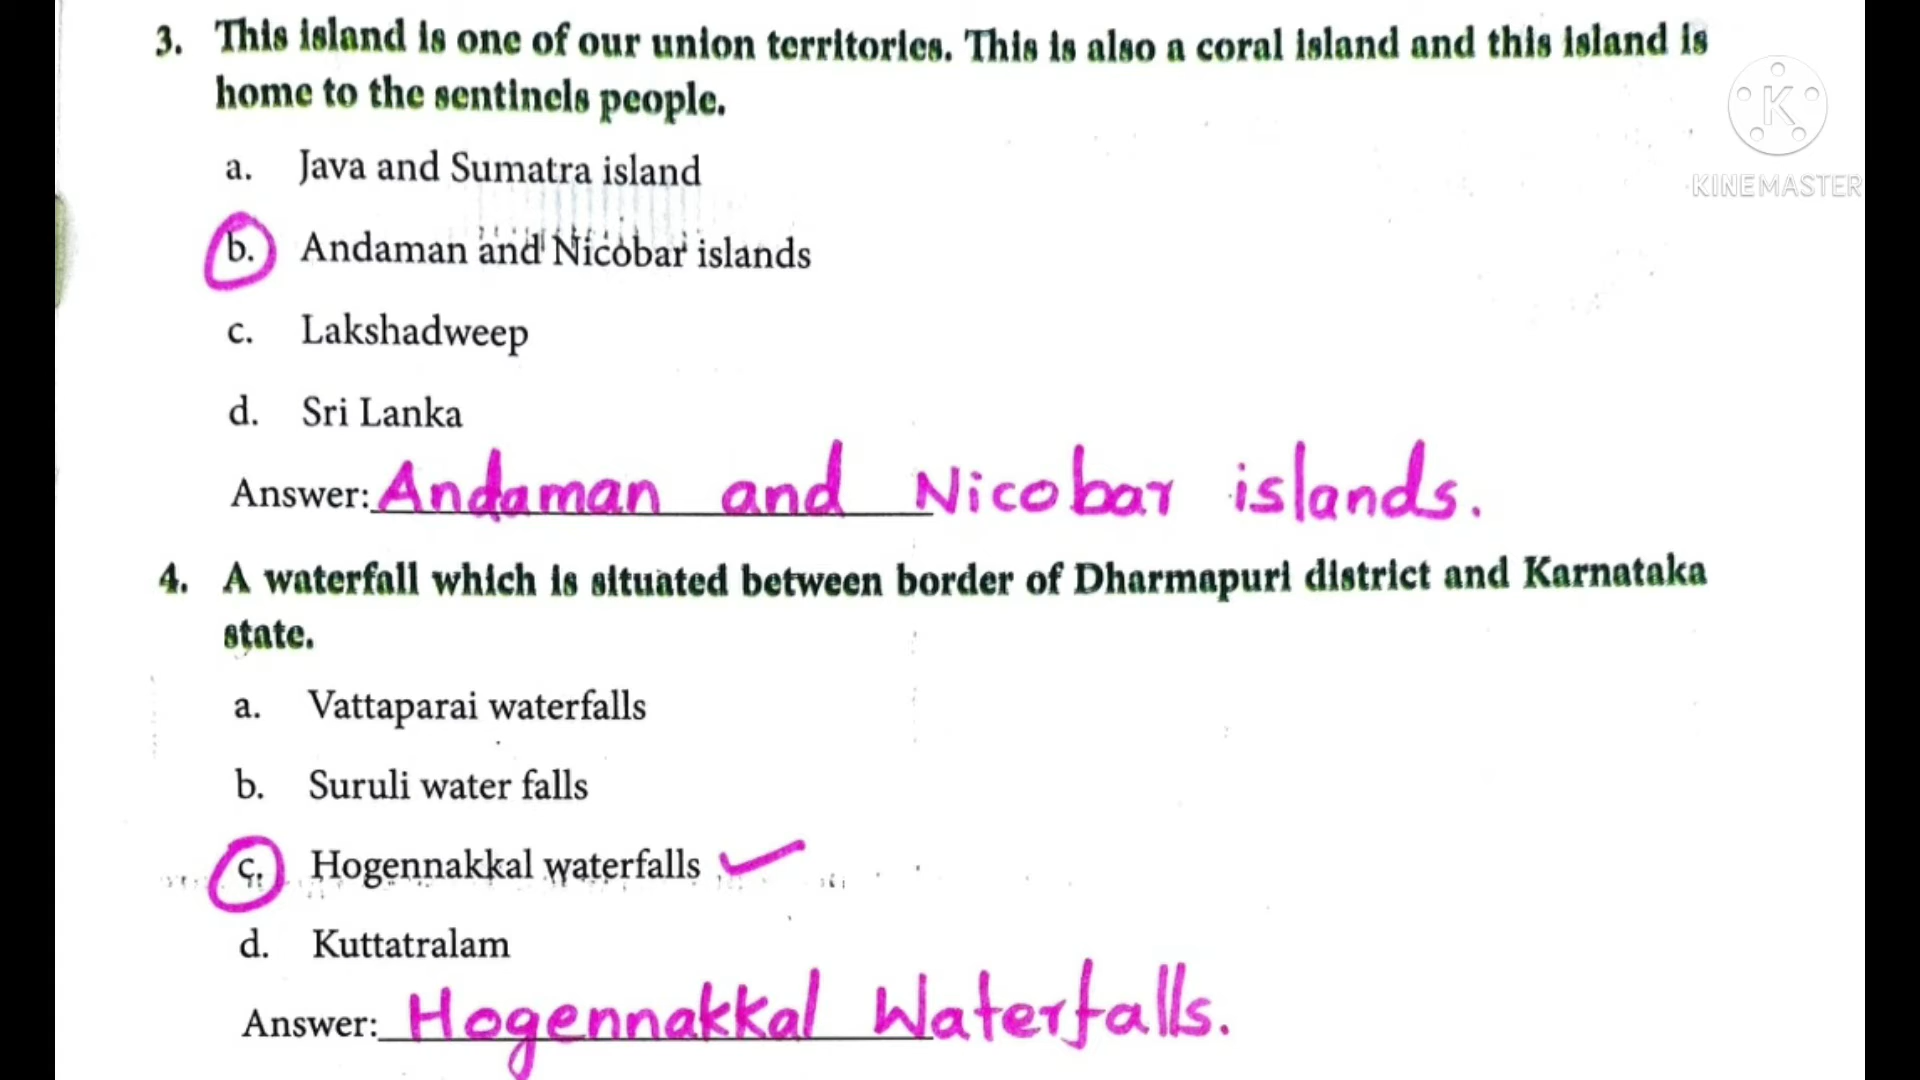 3. This island is one of our union territories. This is also a coral island and this island is
home to the sentinels people.
K
KINEMASTER
a. Java and Sumatra island
b. Andaman and Nicobar islands
c. Lakshadweep
d. Sri Lanka
Answer: Andaman and Nicobar islands.
4. A waterfall which is situated between border of Dharmapuri district and Karnataka
state.
a. Vattaparai waterfalls
b. Suruli water falls
c. Hogennakkal waterfalls
d. Kuttatralam
Answer: Hogennakkal Waterfalls.